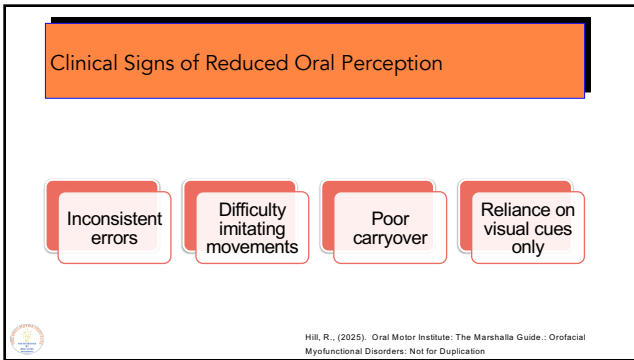 Clinical Signs of Reduced Oral Perception
Inconsistent
errors
Difficulty
imitating
movements
Poor
carryover
Reliance on
visual cues
only
Hill, R., (2025). Oral Motor Institute: The Marshalla Guide.: Orofacial
Myofunctional Disorders: Not for Duplication